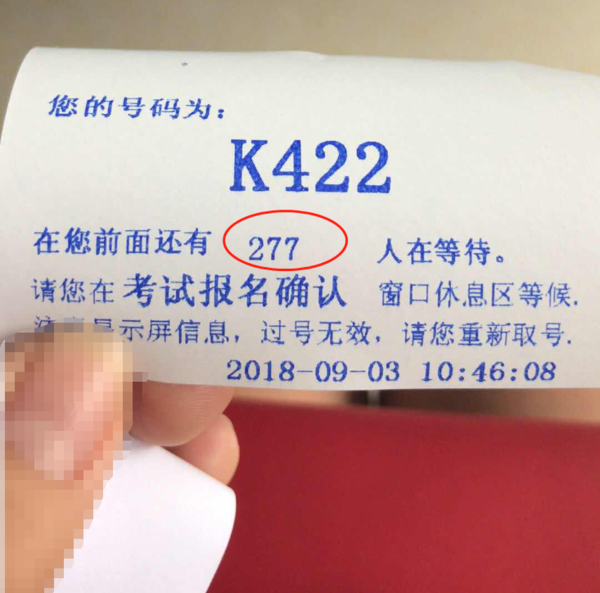 您的号码为:
K422
在您前面还有 277 人在等待。
请您在 考试报名确认 窗口休息区等候.
示屏信息，过号无效，请您重新取号.
2018-09-03 10:46:08